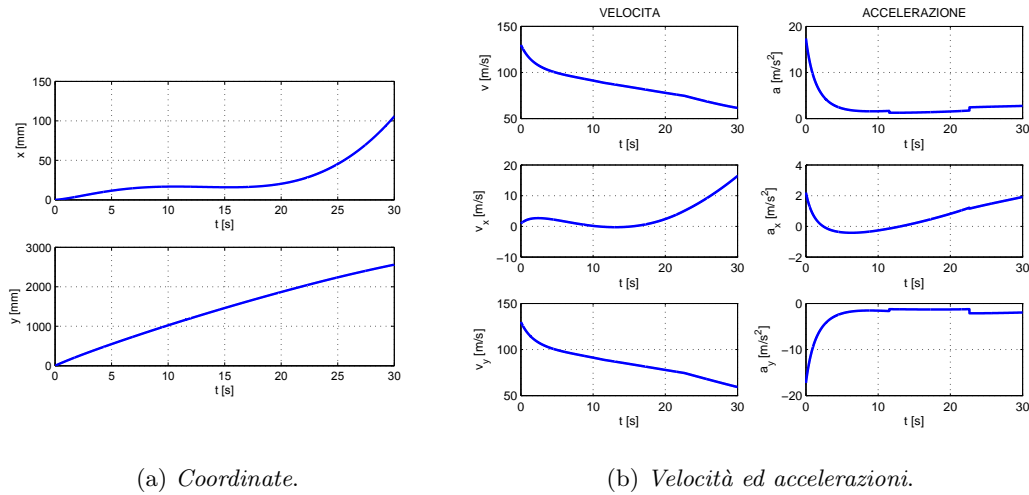 150
100
50
0
x [mm]
0 5 10 15 20 25 30
t [s]
3000
2000
1000
0
y [mm]
0 5 10 15 20 25 30
t [s]
(a) Coordinate.
VELOCITA
150
100
50
v [m/s]
0 10 20 30
t [s]
20
10
0
−10
v_x [m/s]
0 10 20 30
t [s]
150
100
50
v_y [m/s]
0 10 20 30
t [s]
ACCELERAZIONE
20
10
0
a [m/s²]
0 10 20 30
t [s]
4
2
0
−2
a_x [m/s²]
0 10 20 30
t [s]
0
−10
−20
a_y [m/s²]
0 10 20 30
t [s]
(b) Velocità ed accelerazioni.